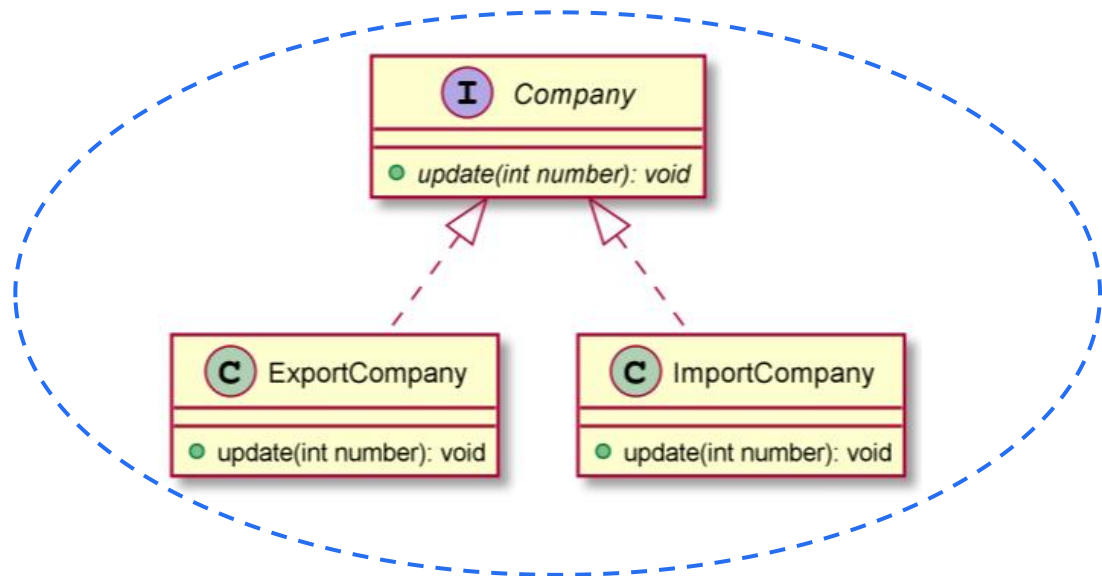 I Company
update(int number): void
C ExportCompany
update(int number): void
C ImportCompany
update(int number): void